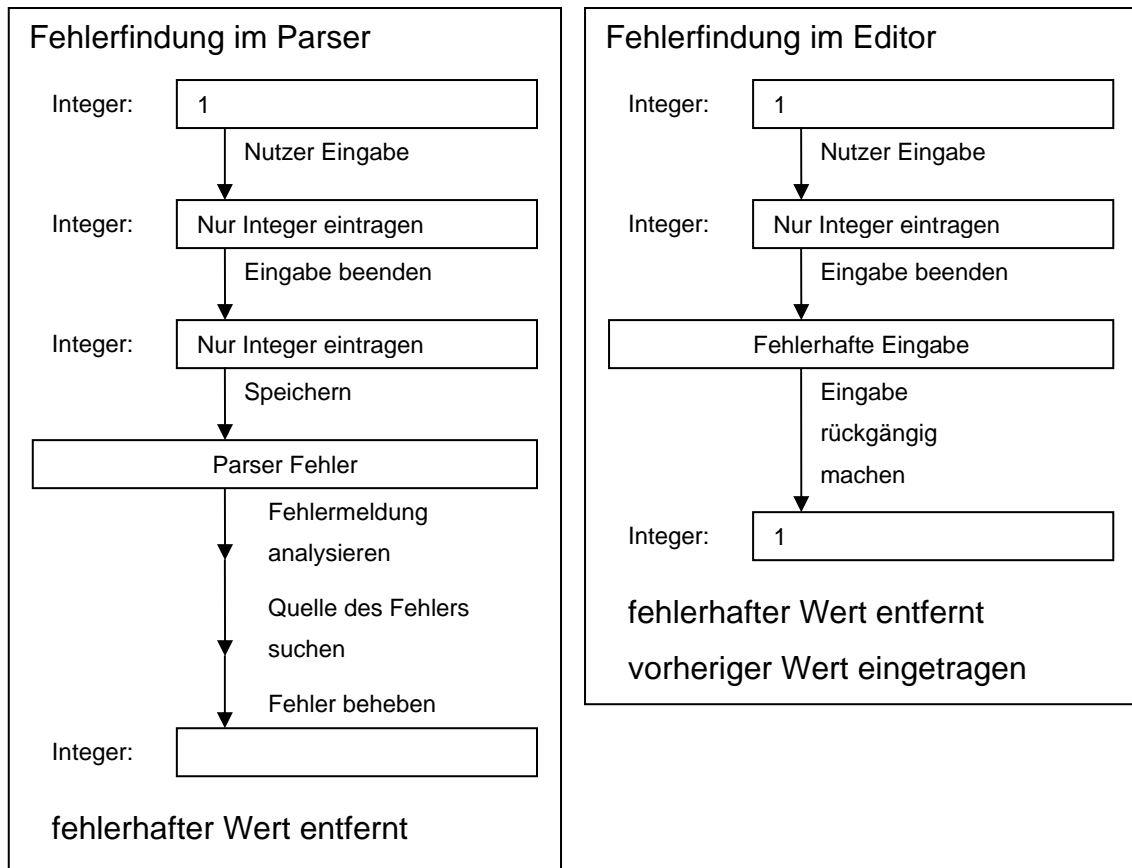 Fehlerfindung im Parser
Integer: 1
Nutzer Eingabe
Integer: Nur Integer eintragen
Eingabe beenden
Integer: Nur Integer eintragen
Speichern
Parser Fehler
Fehlermeldung
analysieren
Quelle des Fehlers
suchen
Fehler beheben
Integer:
fehlerhafter Wert entfernt
Fehlerfindung im Editor
Integer: 1
Nutzer Eingabe
Integer: Nur Integer eintragen
Eingabe beenden
Fehlerhafte Eingabe
Eingabe
rückgängig
machen
Integer: 1
fehlerhafter Wert entfernt
vorheriger Wert eingetragen